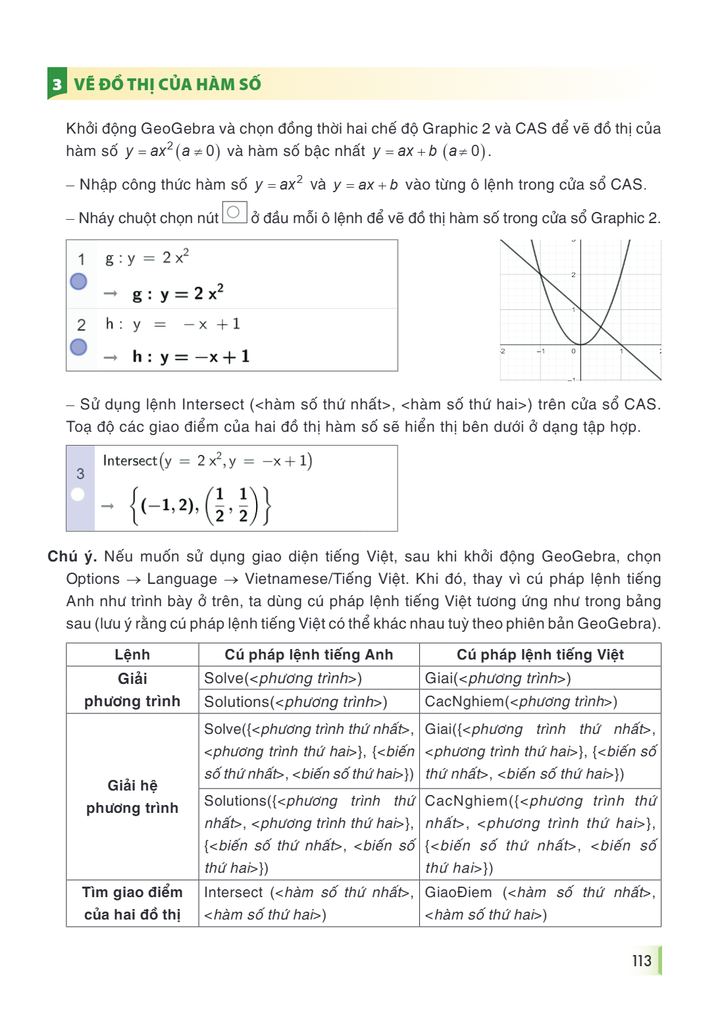 3 VẼ ĐỒ THỊ CỦA HÀM SỐ
Khởi động GeoGebra và chọn đồng thời hai chế độ Graphic 2 và CAS để vẽ đồ thị của
hàm số y = ax² (a ≠ 0) và hàm số bậc nhất y = ax + b (a ≠ 0).
– Nhập công thức hàm số y = ax² và y = ax + b vào từng ô lệnh trong cửa sổ CAS.
– Nháy chuột chọn nút ở đầu mỗi ô lệnh để vẽ đồ thị hàm số trong cửa sổ Graphic 2.
1 g : y = 2 x²
→ g : y = 2 x²
2 h : y = − x + 1
→ h : y = −x + 1
3
2
1
-2 -1 0 1 2
-1
– Sử dụng lệnh Intersect (<hàm số thứ nhất>, <hàm số thứ hai>) trên cửa sổ CAS.
Toạ độ các giao điểm của hai đồ thị hàm số sẽ hiển thị bên dưới ở dạng tập hợp.
3 Intersect(y = 2 x², y = −x + 1)
→ {(−1, 2), (1/2, 1/2)}
Chú ý. Nếu muốn sử dụng giao diện tiếng Việt, sau khi khởi động GeoGebra, chọn
Options → Language → Vietnamese/Tiếng Việt. Khi đó, thay vì cú pháp lệnh tiếng
Anh như trình bày ở trên, ta dùng cú pháp lệnh tiếng Việt tương ứng như trong bảng
sau (lưu ý rằng cú pháp lệnh tiếng Việt có thể khác nhau tuỳ theo phiên bản GeoGebra).
Lệnh Cú pháp lệnh tiếng Anh Cú pháp lệnh tiếng Việt
Giải
phương trình
Solve(<phương trình>)
Giai(<phương trình>)
Solutions(<phương trình>)
CacNghiem(<phương trình>)
Giải hệ
phương trình
Solve({<phương trình thứ nhất>,
<phương trình thứ hai>}, {<biến
số thứ nhất>, <biến số thứ hai>})
Giai({<phương trình thứ nhất>,
<phương trình thứ hai>}, {<biến số
thứ nhất>, <biến số thứ hai>})
Solutions({<phương trình thứ
nhất>, <phương trình thứ hai>},
{<biến số thứ nhất>, <biến số
thứ hai>})
CacNghiem({<phương trình thứ
nhất>, <phương trình thứ hai>},
{<biến số thứ nhất>, <biến số
thứ hai>})
Tìm giao điểm
của hai đồ thị
Intersect (<hàm số thứ nhất>,
<hàm số thứ hai>)
GiaoĐiem (<hàm số thứ nhất>,
<hàm số thứ hai>)
113